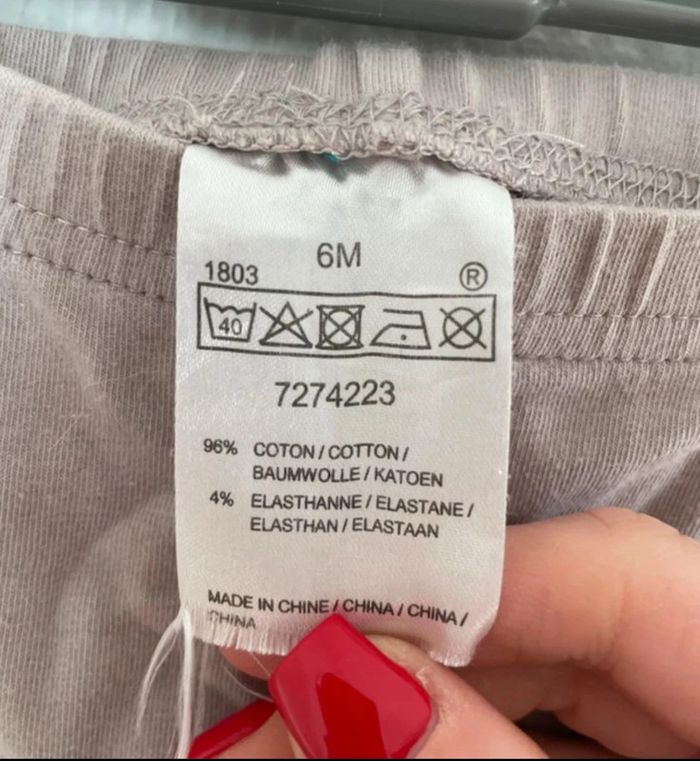 6M
1803 ®
40
7274223
96% COTON / COTTON /
BAUMWOLLE / KATOEN
4% ELASTHANNE / ELASTANE /
ELASTHAN / ELASTAAN
MADE IN CHINE / CHINA / CHINA /
CHINA